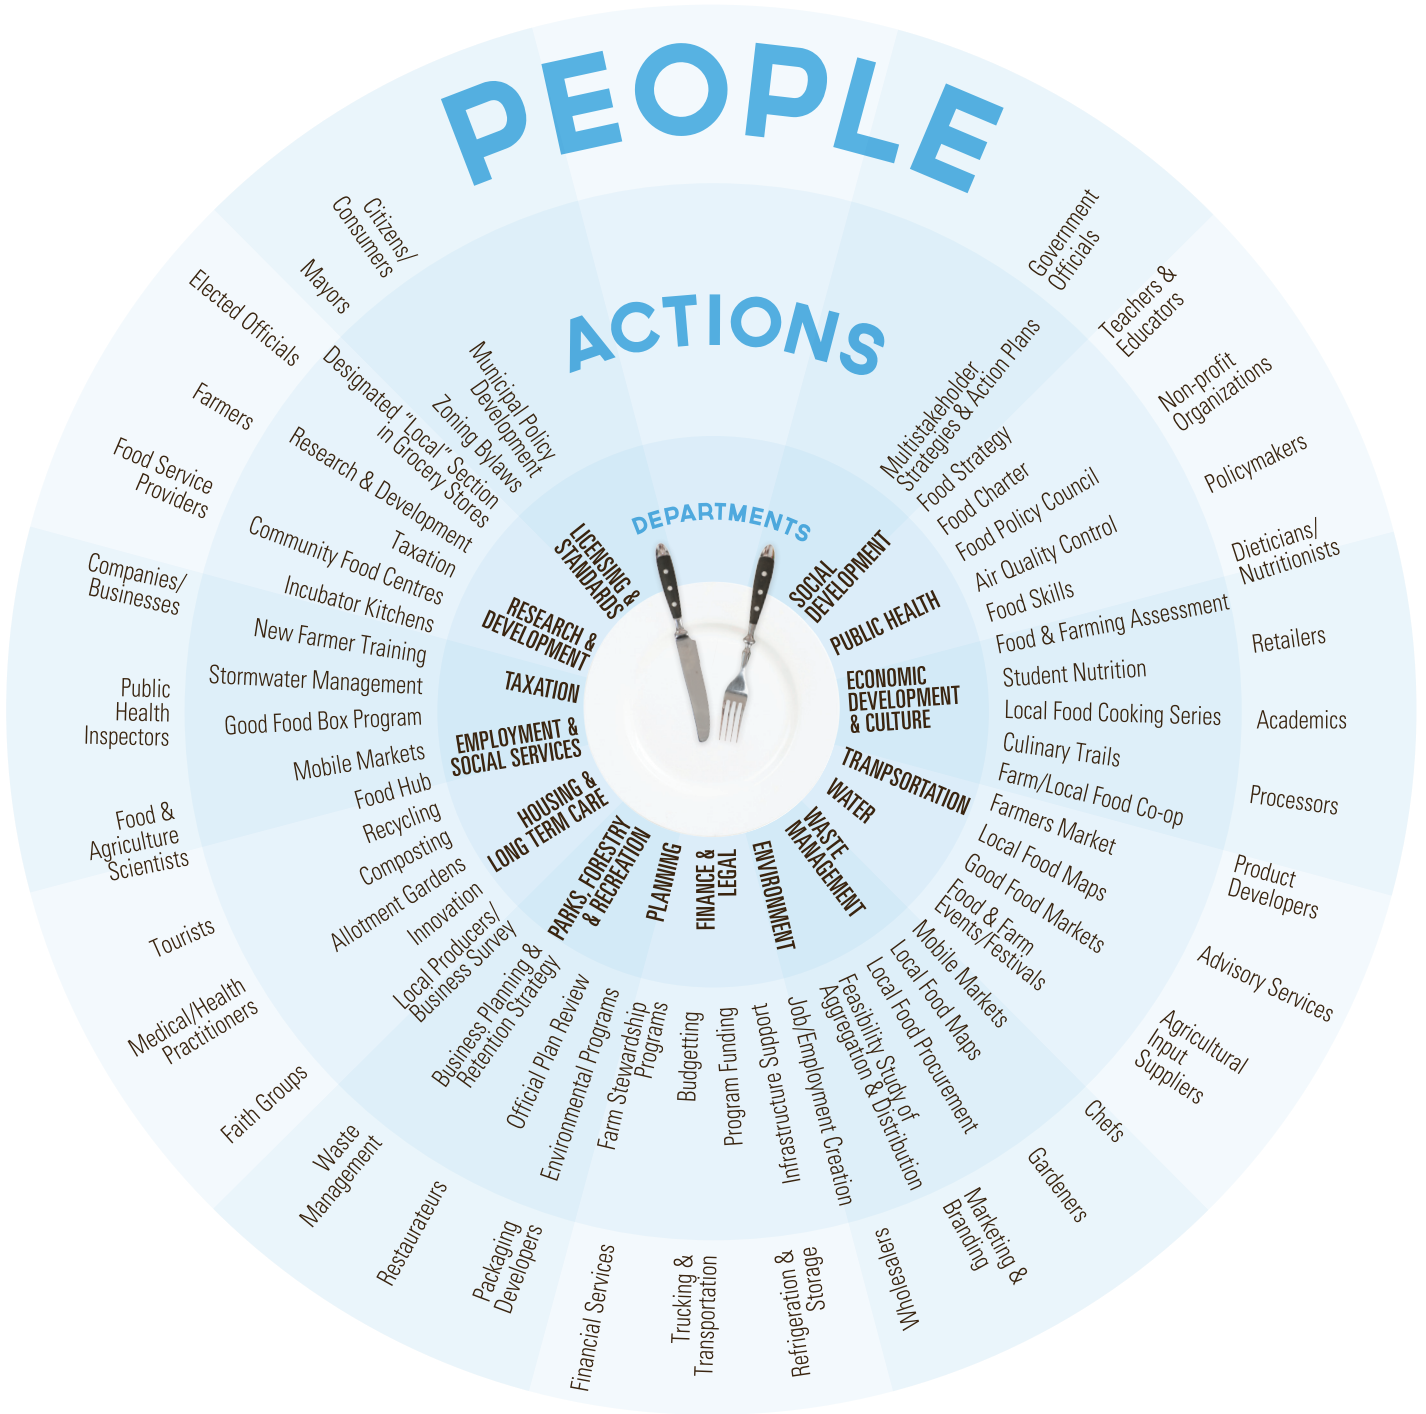 PEOPLE
Government
Officials
Teachers &
Educators
Non-profit
Organizations
Policymakers
Dieticians/
Nutritionists
Retailers
Academics
Processors
Product
Developers
Advisory Services
Agricultural
Input
Suppliers
Chefs
Gardeners
Marketing &
Branding
Wholesalers
Refrigeration &
Storage
Trucking &
Transportation
Financial Services
Packaging
Developers
Restaurateurs
Waste
Management
Faith Groups
Medical/Health
Practitioners
Tourists
Food &
Agriculture
Scientists
Public
Health
Inspectors
Companies/
Businesses
Food Service
Providers
Farmers
Elected Officials
Mayors
Citizens/
Consumers
ACTIONS
Multistakeholder
Strategies & Action Plans
Food Strategy
Food Charter
Food Policy Council
Air Quality Control
Food Skills
Food & Farming Assessment
Student Nutrition
Local Food Cooking Series
Culinary Trails
Farm/Local Food Co-op
Farmers Market
Local Food Maps
Good Food Markets
Food & Farm
Events/Festivals
Mobile Markets
Local Food Maps
Local Food Procurement
Feasibility Study of
Aggregation & Distribution
Job/Employment Creation
Infrastructure Support
Program Funding
Budgetting
Farm Stewardship
Programs
Environmental Programs
Official Plan Review
Business Planning &
Retention Strategy
Local Producers/
Business Survey
Innovation
Allotment Gardens
Composting
Recycling
Food Hub
Mobile Markets
Good Food Box Program
Stormwater Management
New Farmer Training
Incubator Kitchens
Community Food Centres
Taxation
Research & Development
Designated "Local" Section
in Grocery Stores
Zoning Bylaws
Municipal Policy
Development
DEPARTMENTS
SOCIAL
DEVELOPMENT
PUBLIC HEALTH
ECONOMIC
DEVELOPMENT
& CULTURE
TRANPSORTATION
WATER
WASTE
MANAGEMENT
ENVIRONMENT
FINANCE &
LEGAL
PLANNING
PARKS, FORESTRY
& RECREATION
HOUSING &
LONG TERM CARE
EMPLOYMENT &
SOCIAL SERVICES
TAXATION
RESEARCH &
DEVELOPMENT
LICENSING &
STANDARDS